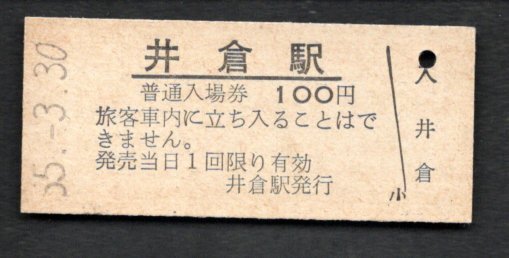 井倉駅
普通入場券 100円
旅客車内に立ち入ることはで
きません。
発売当日1回限り有効
井倉駅発行
入 井倉
小
55.-3.30